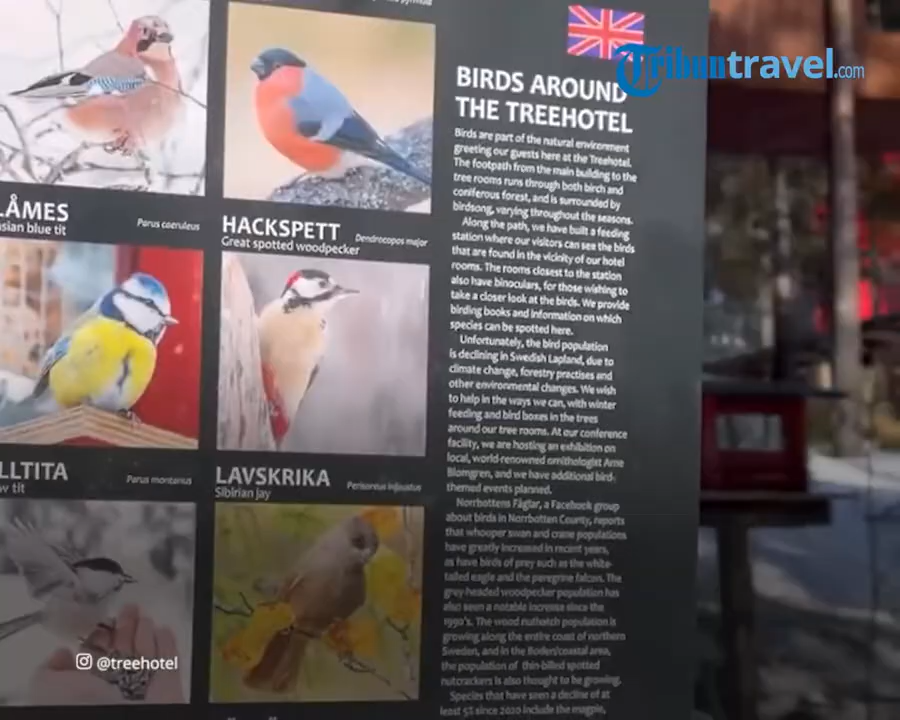 Tribuntravel.com
LÅMES
sian blue tit
Parus caeruleus
HACKSPETT
Great spotted woodpecker
Dendrocopos major
LLTITA
w tit
Parus montanus
LAVSKRIKA
Sibirian Jay
Perisoreus infaustus
@treehotel
BIRDS AROUND
THE TREEHOTEL
Birds are part of the natural environment
greeting our guests here at the Treehotel.
The footpath from the main building to the
tree rooms runs through both birch and
coniferous forest, and is surrounded by
birdsong, varying throughout the seasons.
Along the path, we have built a feeding
station where our visitors can see the birds
that are found in the vicinity of our hotel
rooms. The rooms closest to the station
also have binoculars, for those wishing to
take a closer look at the birds. We provide
birding books and information on which
species can be spotted here.
Unfortunately, the bird population
is declining in Swedish Lapland, due to
climate change, forestry practises and
other environmental changes. We wish
to help in the ways we can, with winter
feeding and bird boxes in the trees
around our tree rooms. At our conference
facility, we are hosting an exhibition on
local, world-renowned ornithologist Arne
Blomgren, and we have additional bird-
themed events planned.
Norrbottens Fåglar, a Facebook group
about birds in Norrbotten County, reports
that whooper swan and crane populations
have greatly increased in recent years,
as have birds of prey such as the white-
tailed eagle and the peregrine falcon. The
grey-headed woodpecker population has
also seen a notable increase since the
1990's. The wood nuthatch population is
growing along the entire coast of northern
Sweden, and in the Boden/coastal area,
the population of thin-billed spotted
nutcrackers is also thought to be growing.
Species that have seen a decline of at
least 5% since 2020 include the magpie,